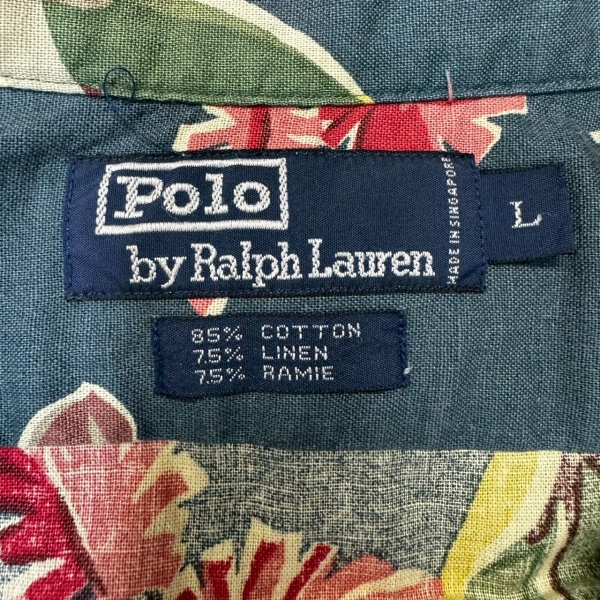 Polo
by Ralph Lauren
MADE IN SINGAPORE
L
85% COTTON
7.5% LINEN
7.5% RAMIE